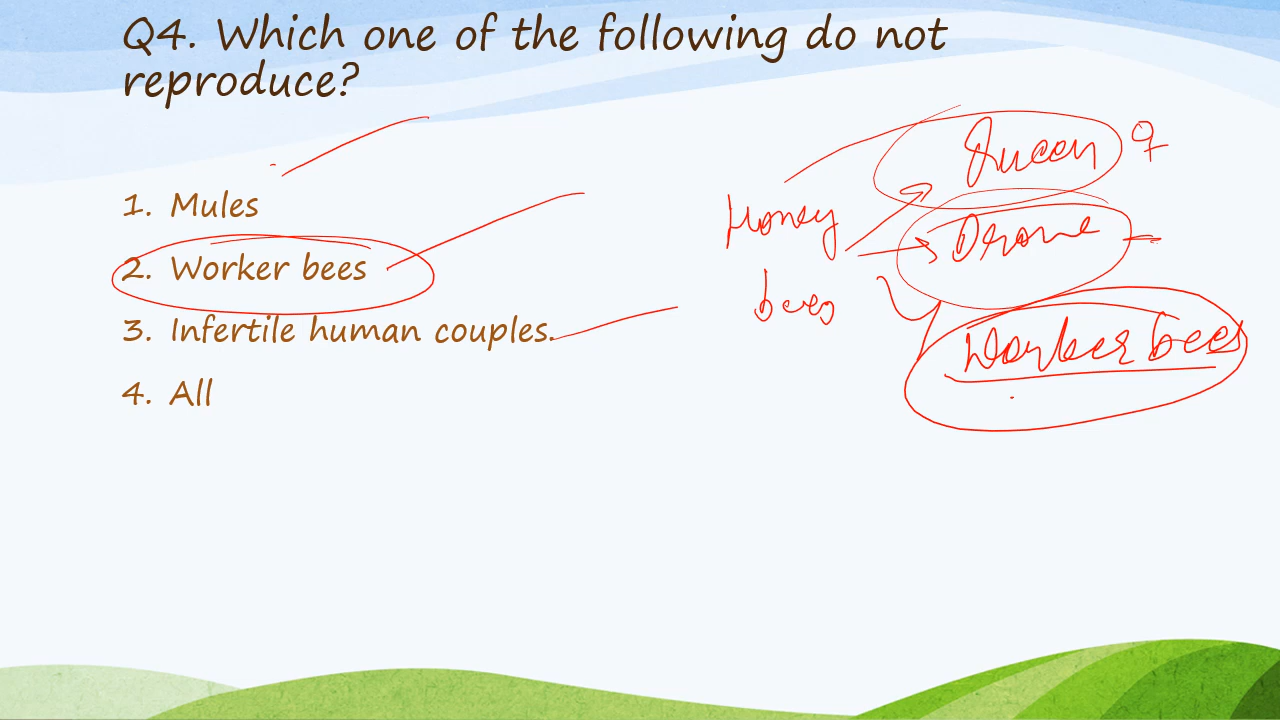 Q4. Which one of the following do not
reproduce?
1. Mules
2. Worker bees
3. Infertile human couples.
4. All
Queen ♀
Honey
bees
Drone
Worker bees